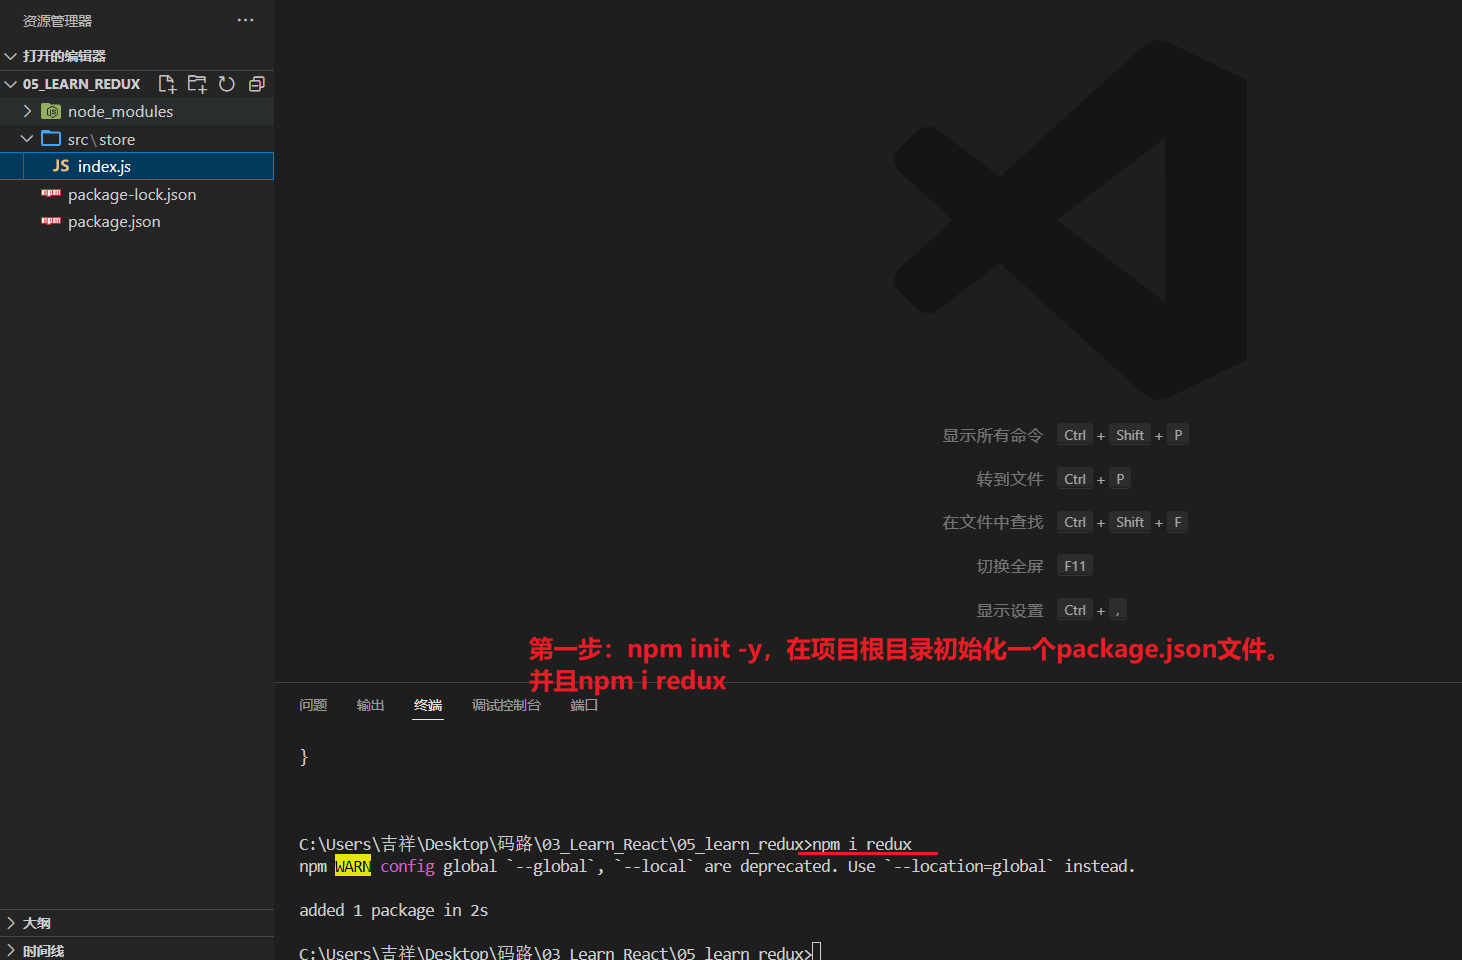 资源管理器 ···
打开的编辑器
05_LEARN_REDUX
node_modules
src\store
JS index.js
npm package-lock.json
npm package.json
显示所有命令 Ctrl + Shift + P
转到文件 Ctrl + P
在文件中查找 Ctrl + Shift + F
切换全屏 F11
显示设置 Ctrl + ,
第一步：npm init -y，在项目根目录初始化一个package.json文件。
并且npm i redux
问题 输出 终端 调试控制台 端口
}
C:\Users\吉祥\Desktop\码路\03_Learn_React\05_learn_redux>npm i redux
npm WARN config global `--global`, `--local` are deprecated. Use `--location=global` instead.
added 1 package in 2s
C:\Users\吉祥\Desktop\码路\03_Learn_React\05_learn_redux>
大纲
时间线